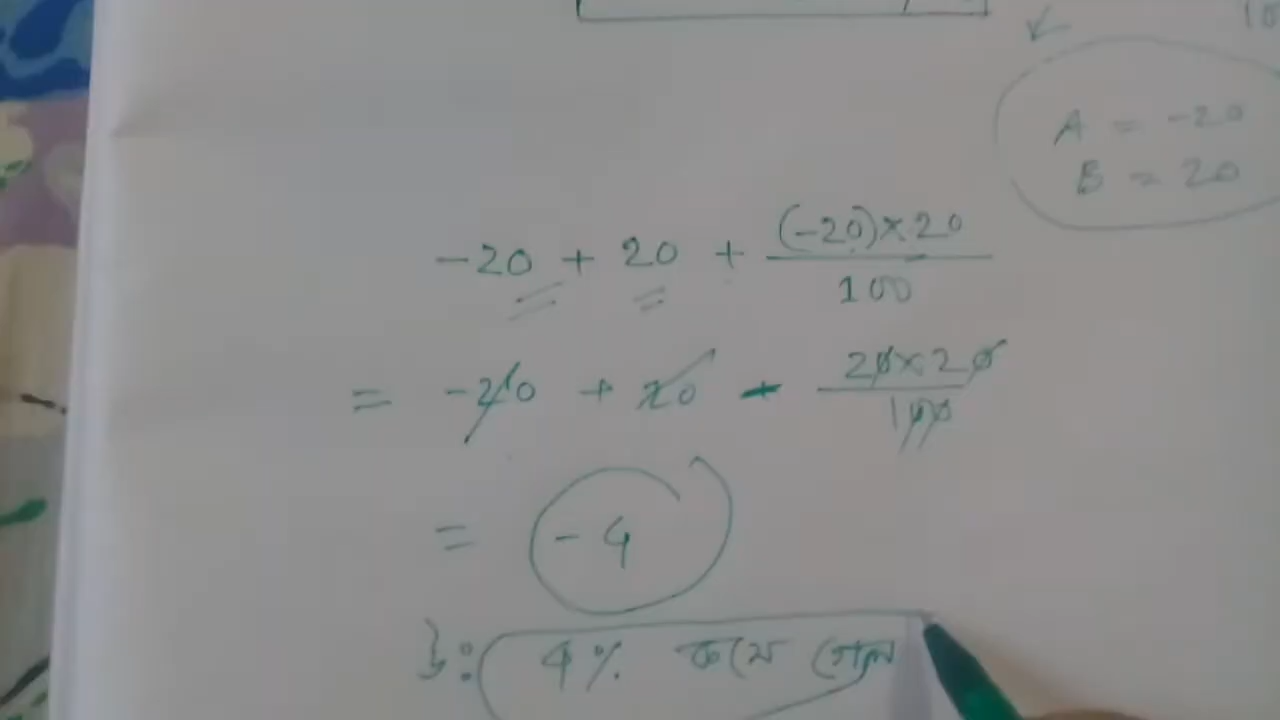 A = -20
B = 20
-20 + 20 + (-20)×20 / 100
= -20 + 20 - 20×20 / 100
= -4
উ: 4% কমে গেল